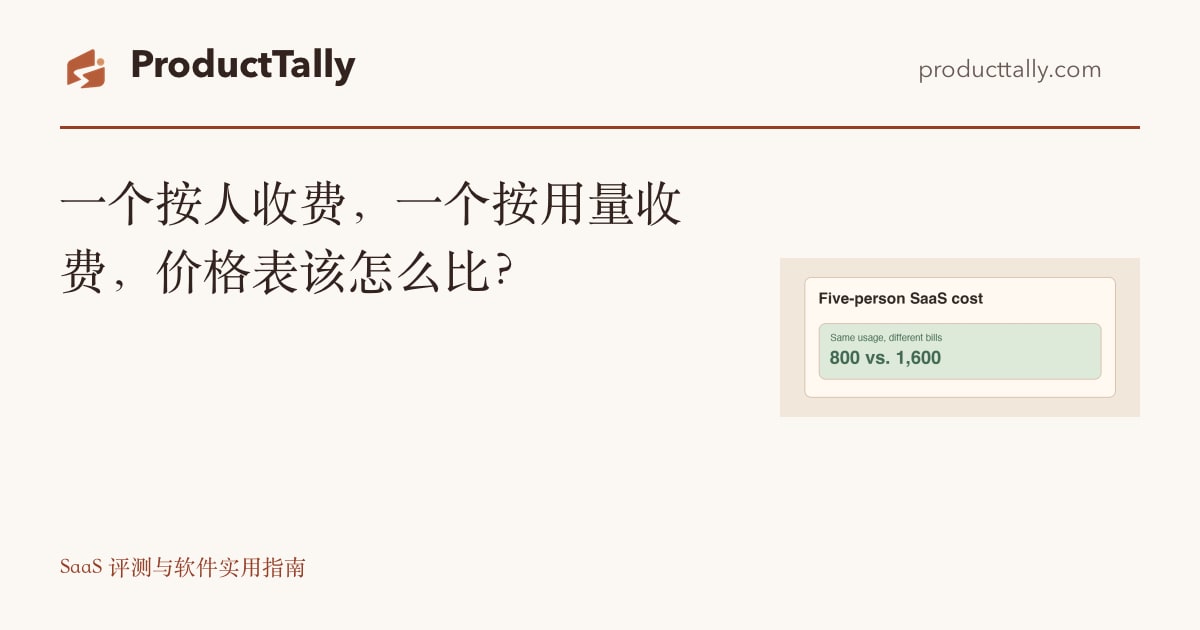 ProductTally
producttally.com
一个按人收费，一个按用量收
费，价格表该怎么比？
Five-person SaaS cost
Same usage, different bills
800 vs. 1,600
SaaS 评测与软件实用指南